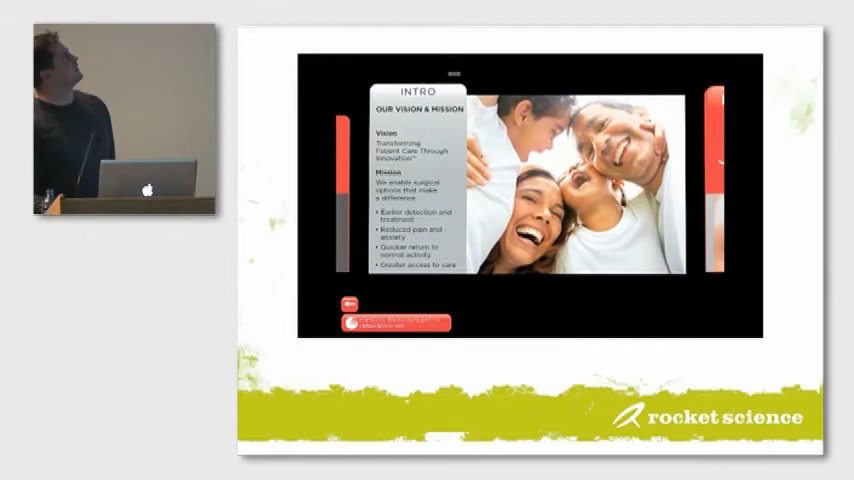 INTRO
OUR VISION & MISSION
Vision
Transforming
Patient Care Through
Innovation™
Mission
We enable surgical
options that make
a difference
• Earlier detection and
treatment
• Reduced pain and
anxiety
• Quicker return to
normal activity
• Greater access to care
rocket science